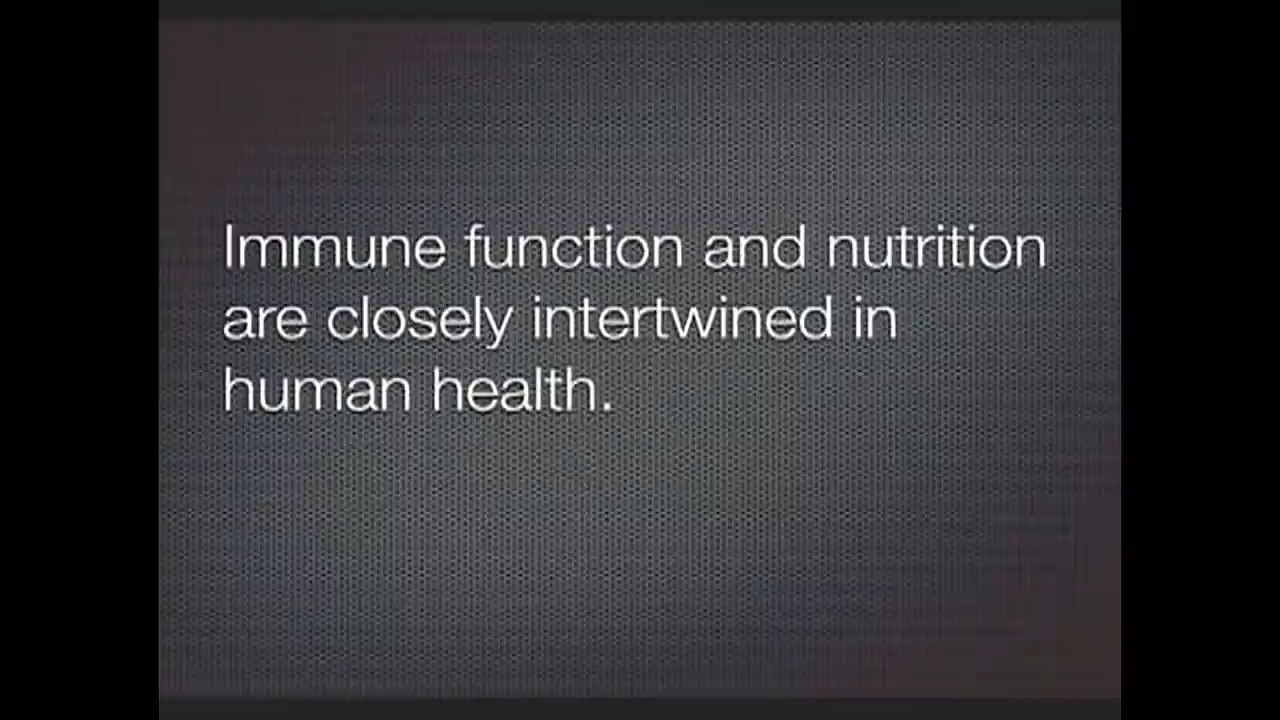 Immune function and nutrition
are closely intertwined in
human health.